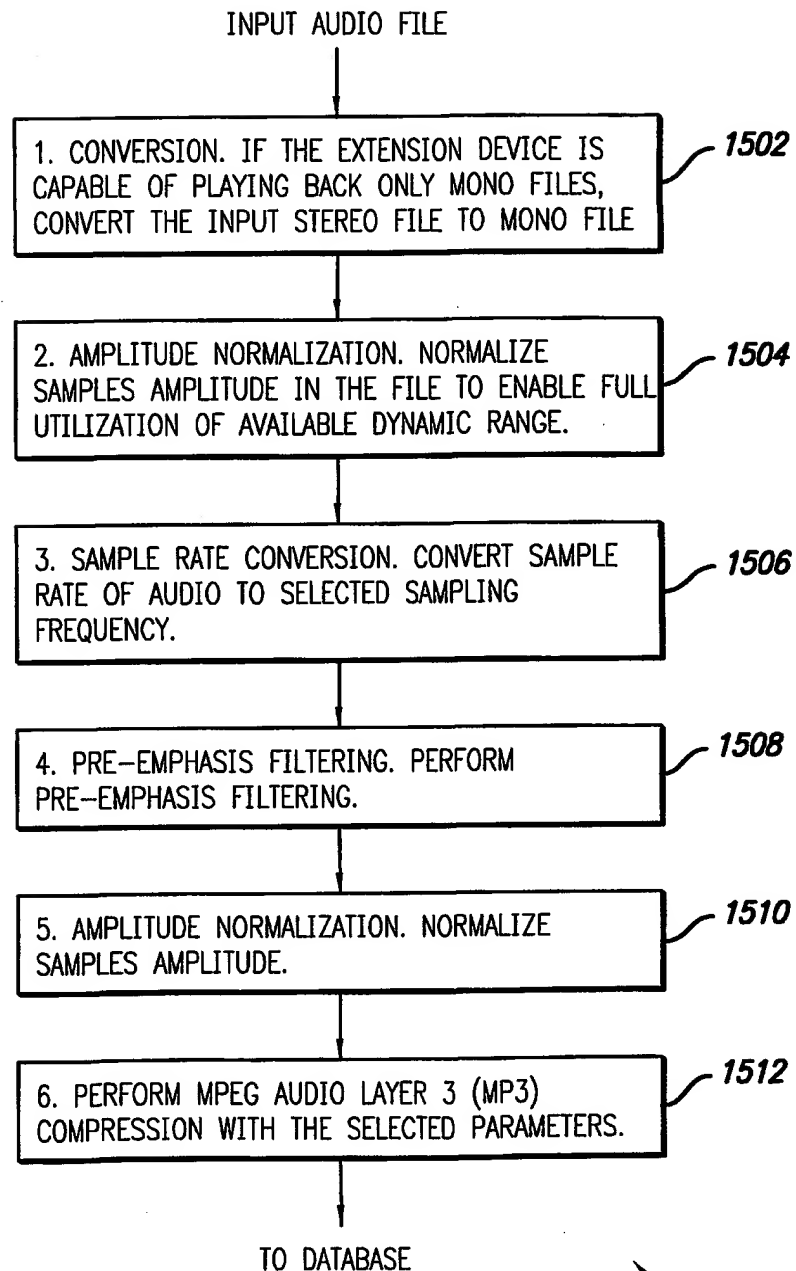 INPUT AUDIO FILE
1. CONVERSION. IF THE EXTENSION DEVICE IS
CAPABLE OF PLAYING BACK ONLY MONO FILES,
CONVERT THE INPUT STEREO FILE TO MONO FILE
1502
2. AMPLITUDE NORMALIZATION. NORMALIZE
SAMPLES AMPLITUDE IN THE FILE TO ENABLE FULL
UTILIZATION OF AVAILABLE DYNAMIC RANGE.
1504
3. SAMPLE RATE CONVERSION. CONVERT SAMPLE
RATE OF AUDIO TO SELECTED SAMPLING
FREQUENCY.
1506
4. PRE-EMPHASIS FILTERING. PERFORM
PRE-EMPHASIS FILTERING.
1508
5. AMPLITUDE NORMALIZATION. NORMALIZE
SAMPLES AMPLITUDE.
1510
6. PERFORM MPEG AUDIO LAYER 3 (MP3)
COMPRESSION WITH THE SELECTED PARAMETERS.
1512
TO DATABASE